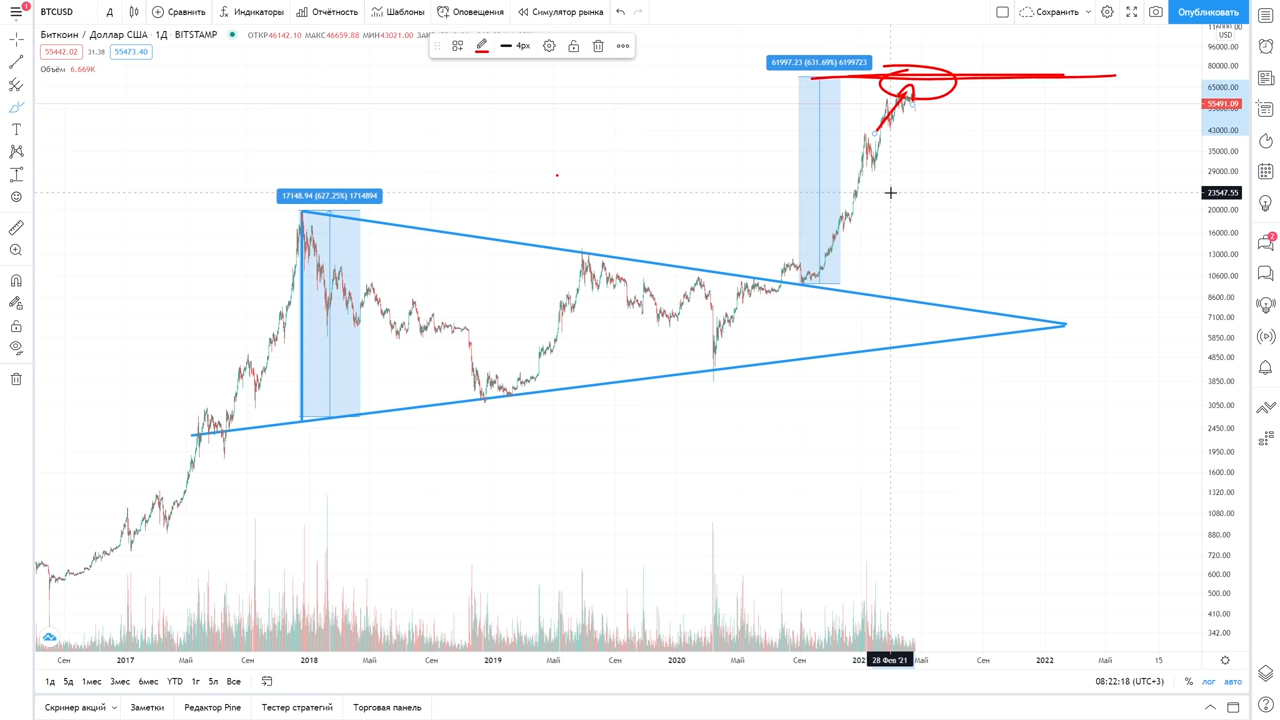 1
BTCUSD
Д
Сравнить
Индикаторы
Отчётность
Шаблоны
Оповещения
Симулятор рынка
Сохранить
Опубликовать
Биткоин / Доллар США · 1Д · BITSTAMP
ОТКР46142.10 МАКС46659.88 МИН43021.00
4px
55442.02 31.38 55473.40
Объём 6.669K
USD
96000.00
80000.00
65000.00
55491.09
43000.00
35000.00
29000.00
23547.55
20000.00
16000.00
13000.00
10600.00
8600.00
7100.00
5850.00
4850.00
3850.00
3050.00
2450.00
1950.00
1600.00
1320.00
1080.00
880.00
720.00
600.00
500.00
410.00
342.00
61997.23 (631.69%) 6199723
17148.94 (627.25%) 1714894
2
Сен 2017 Май Сен 2018 Май Сен 2019 Май Сен 2020 Май Сен 202 28 Фев '21 Май Сен 2022 Май 15
1д 5д 1мес 3мес 6мес YTD 1г 5л Все
08:22:18 (UTC+3) % лог авто
Скринер акций Заметки Редактор Pine Тестер стратегий Торговая панель